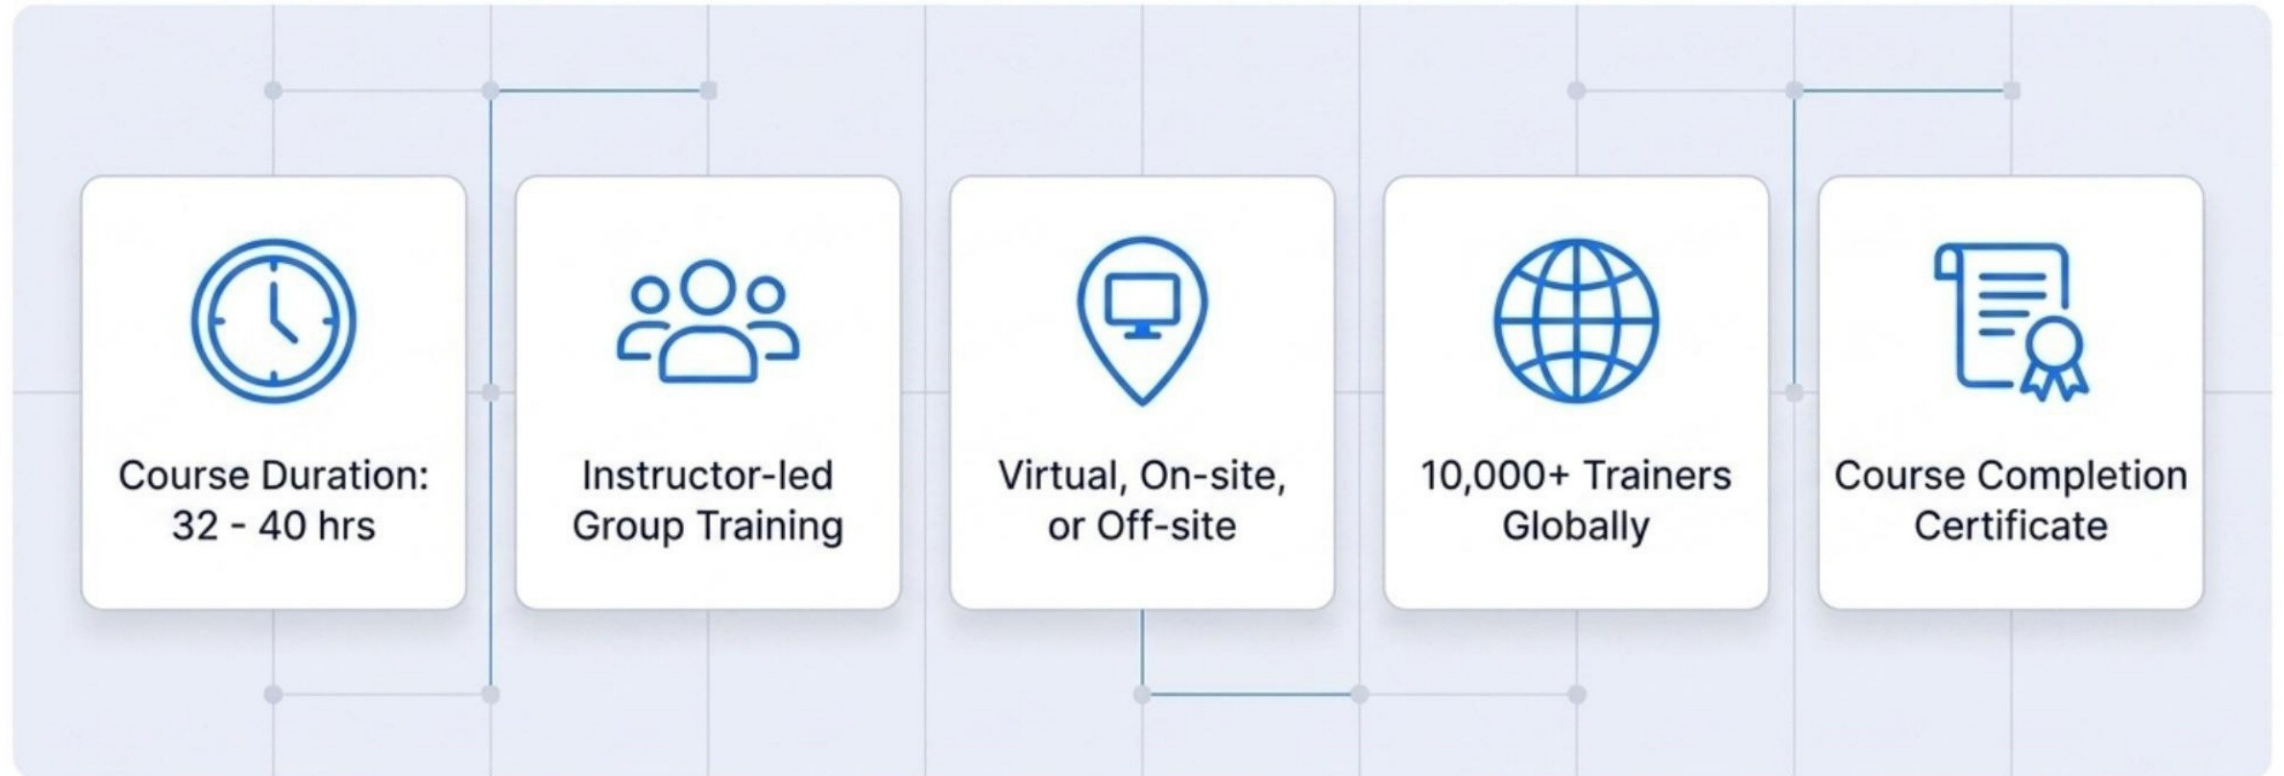 Course Duration:
32 - 40 hrs
Instructor-led
Group Training
Virtual, On-site,
or Off-site
10,000+ Trainers
Globally
Course Completion
Certificate